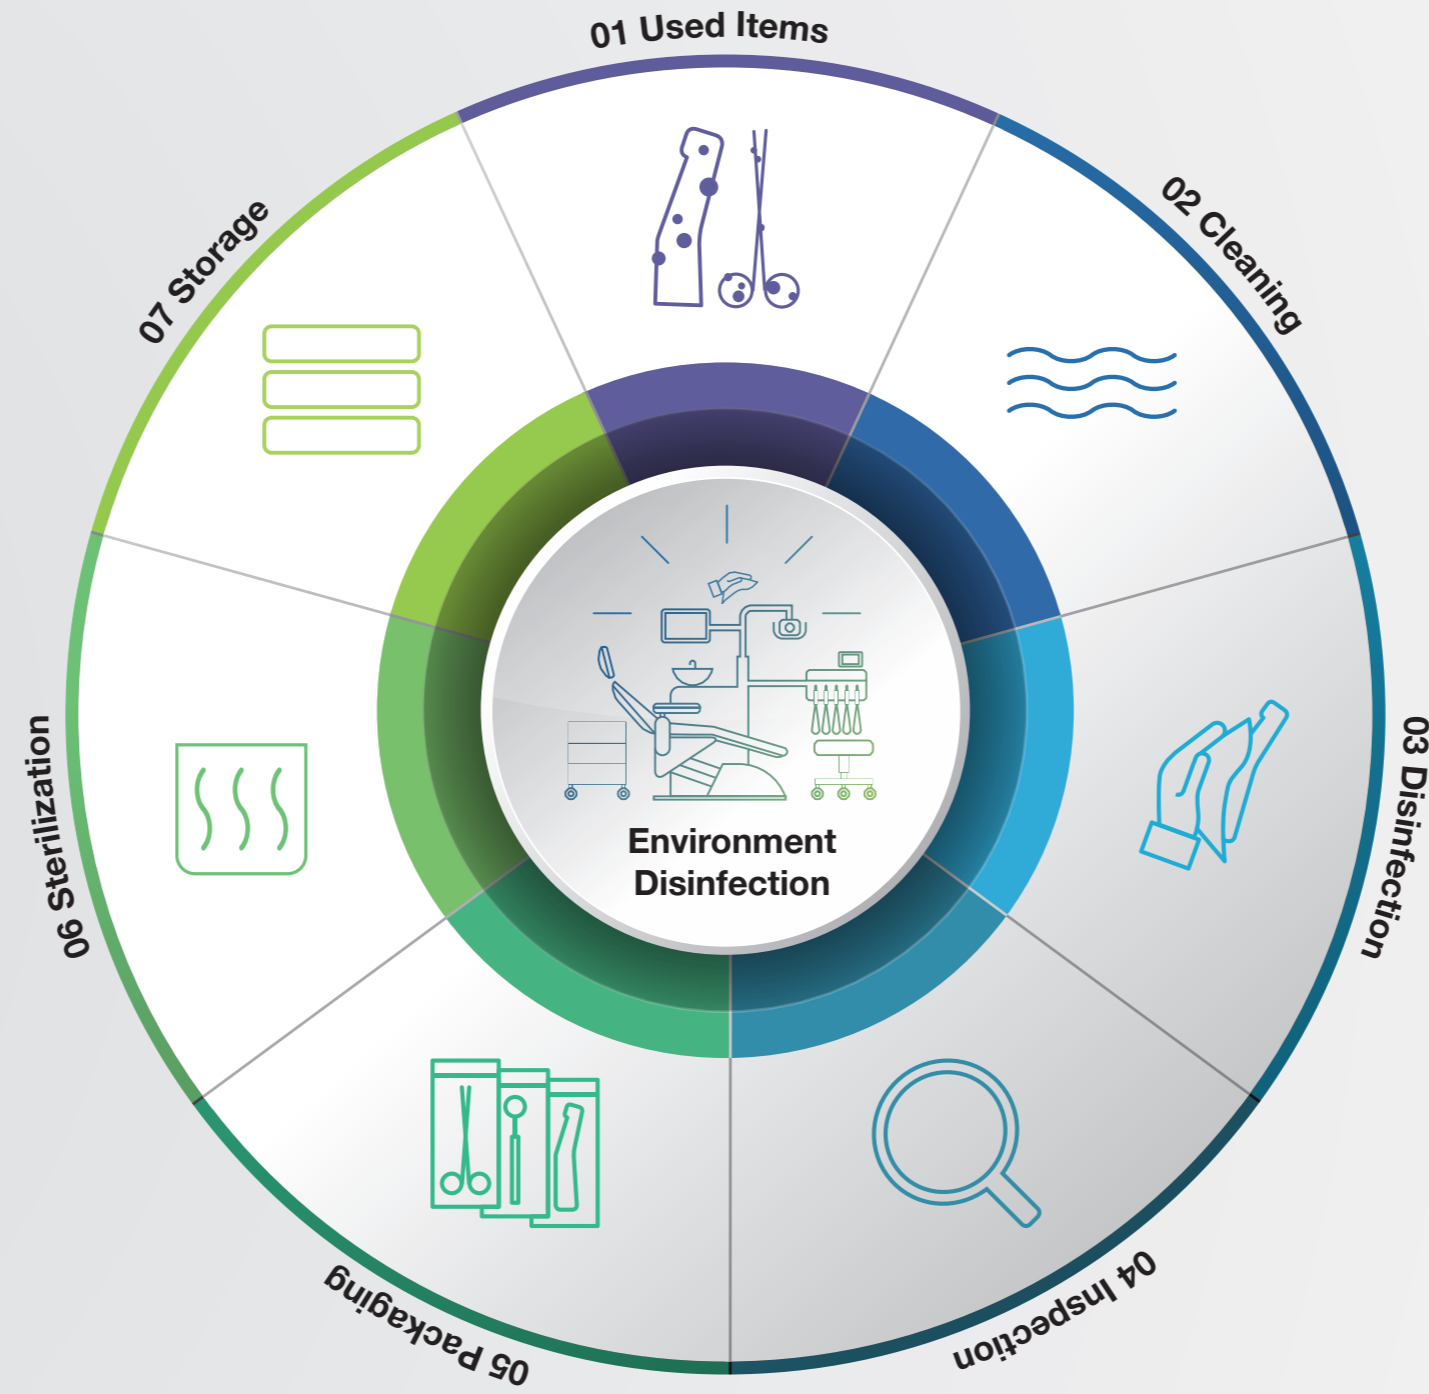 01 Used Items
02 Cleaning
03 Disinfection
04 Inspection
05 Packaging
06 Sterilization
07 Storage
Environment
Disinfection